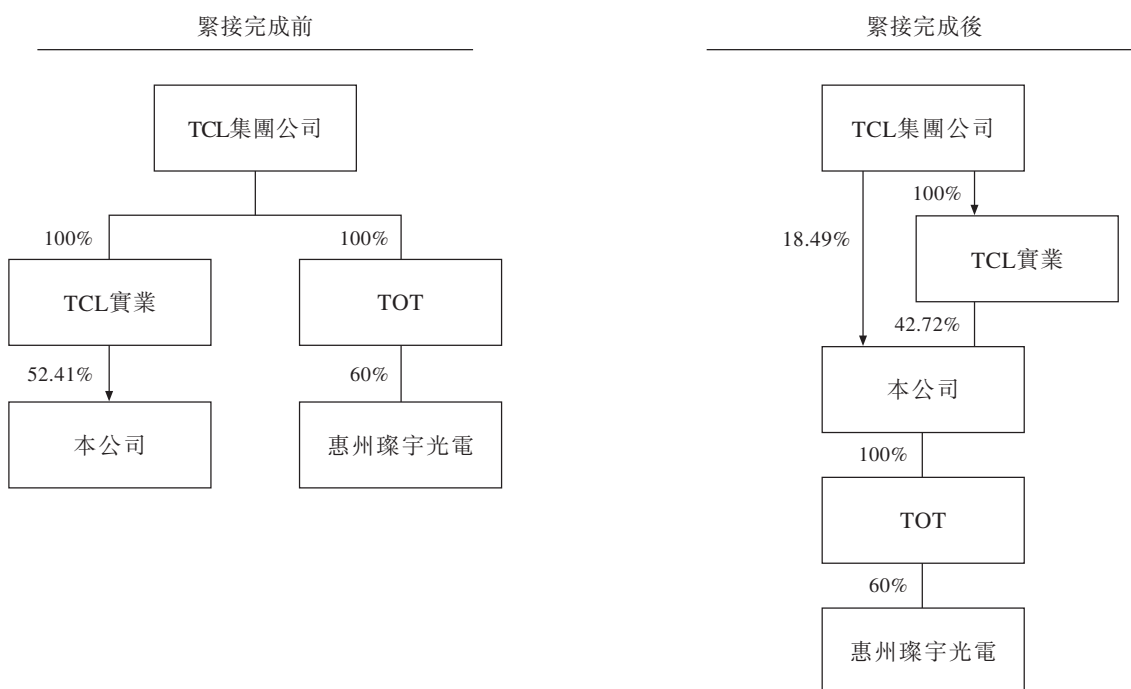 緊接完成前
TCL集團公司
100%
100%
TCL實業
TOT
52.41%
60%
本公司
惠州璨宇光電
緊接完成後
TCL集團公司
100%
18.49%
TCL實業
42.72%
本公司
100%
TOT
60%
惠州璨宇光電